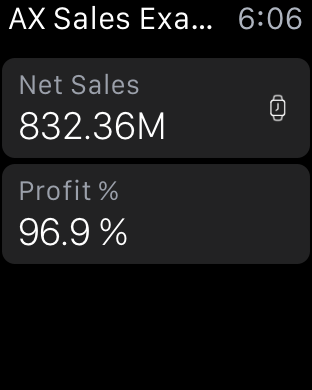 AX Sales Exa... 6:06
Net Sales
832.36M
Profit %
96.9 %